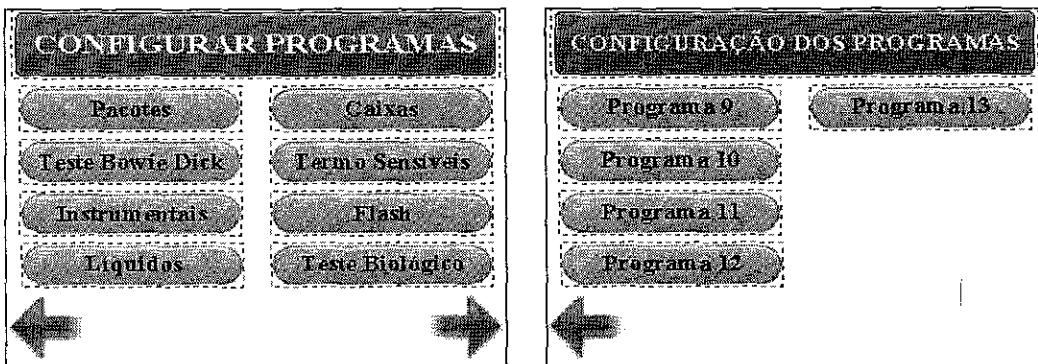 CONFIGURAR PROGRAMAS
Pacotes
Caixas
Teste Bowie Dick
Termo Sensíveis
Instrumentais
Flash
Líquidos
Teste Biológico
CONFIGURAÇÃO DOS PROGRAMAS
Programa 9
Programa 13
Programa 10
Programa 11
Programa 12